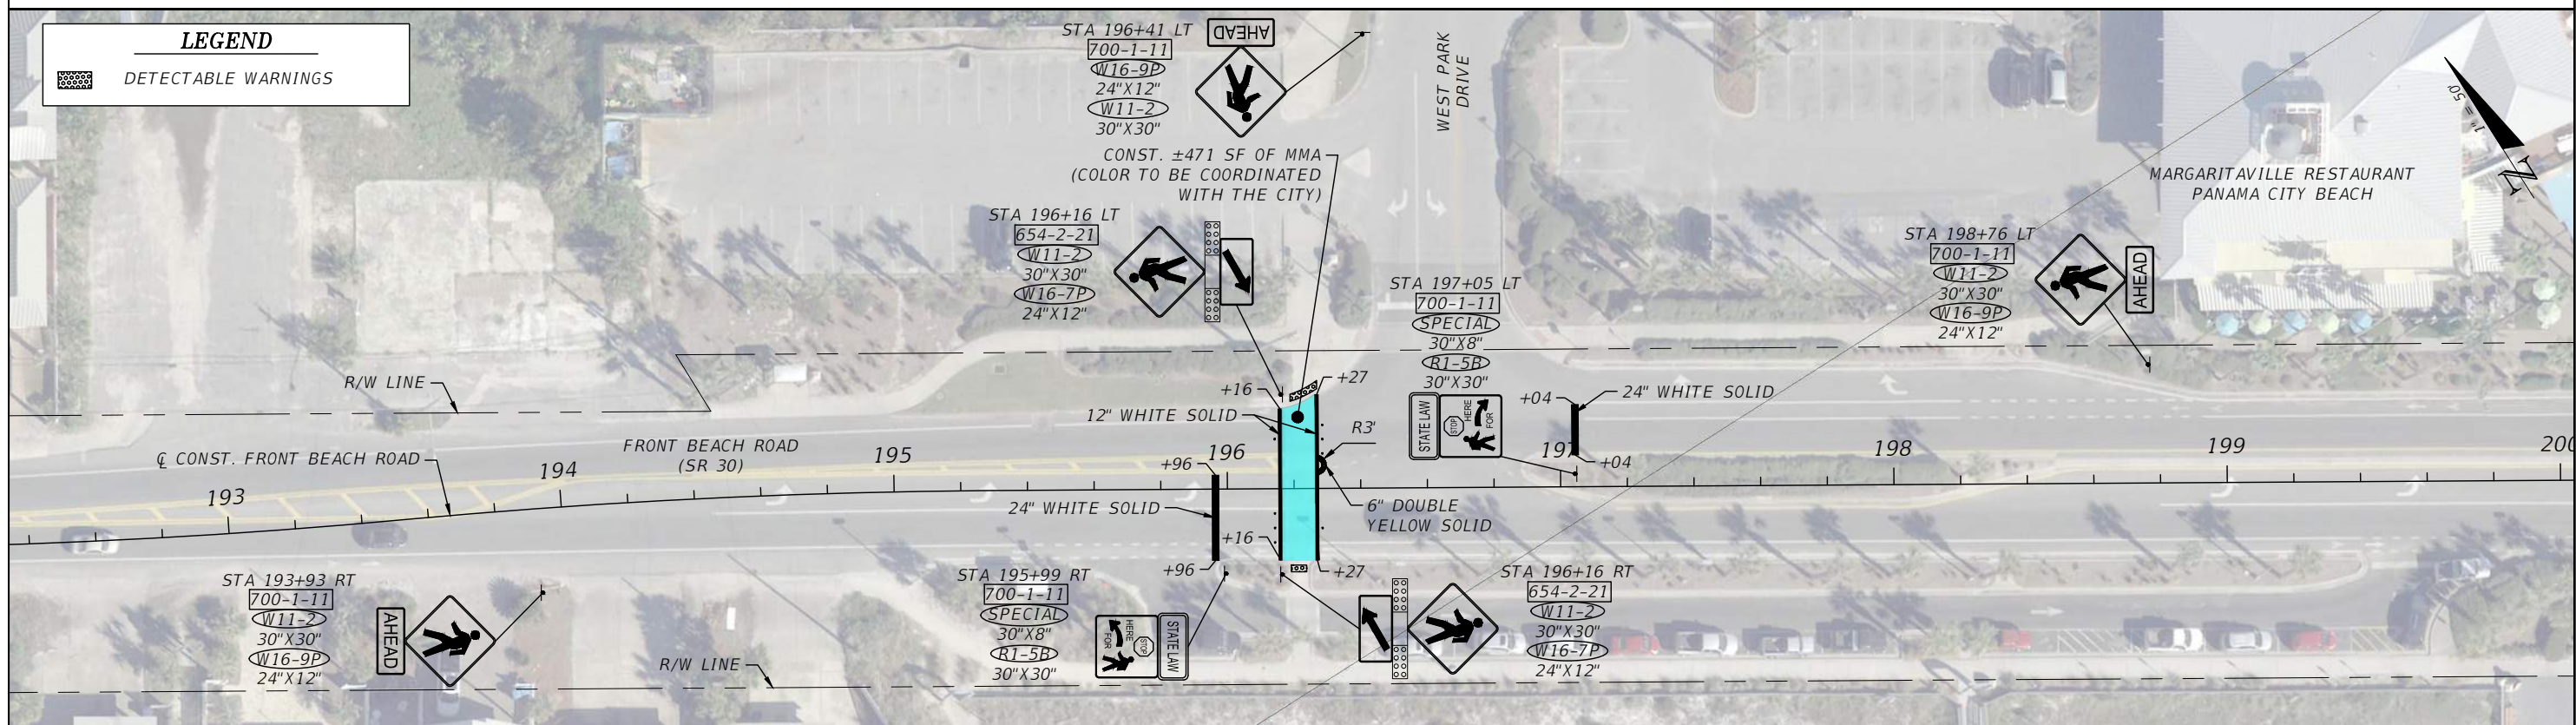 LEGEND
DETECTABLE WARNINGS
STA 196+41 LT
700-1-11
W16-9P
24"X12"
W11-2
30"X30"
AHEAD
WEST PARK
DRIVE
1" = 50'
N
CONST. ±471 SF OF MMA
(COLOR TO BE COORDINATED
WITH THE CITY)
MARGARITAVILLE RESTAURANT
PANAMA CITY BEACH
STA 196+16 LT
654-2-21
W11-2
30"X30"
W16-7P
24"X12"
STA 198+76 LT
700-1-11
W11-2
30"X30"
W16-9P
24"X12"
AHEAD
STA 197+05 LT
700-1-11
SPECIAL
30"X8"
R1-5B
30"X30"
STATE LAW
STOP
HERE
FOR
R/W LINE
+16
+27
12" WHITE SOLID
R3'
+04
24" WHITE SOLID
+04
℄ CONST. FRONT BEACH ROAD
FRONT BEACH ROAD
(SR 30)
193
194
195
196
197
198
199
200
+96
24" WHITE SOLID
+16
+96
+27
6" DOUBLE
YELLOW SOLID
STA 193+93 RT
700-1-11
W11-2
30"X30"
W16-9P
24"X12"
AHEAD
R/W LINE
STA 195+99 RT
700-1-11
SPECIAL
30"X8"
R1-5B
30"X30"
STATE LAW
STOP
HERE
FOR
STA 196+16 RT
654-2-21
W11-2
30"X30"
W16-7P
24"X12"